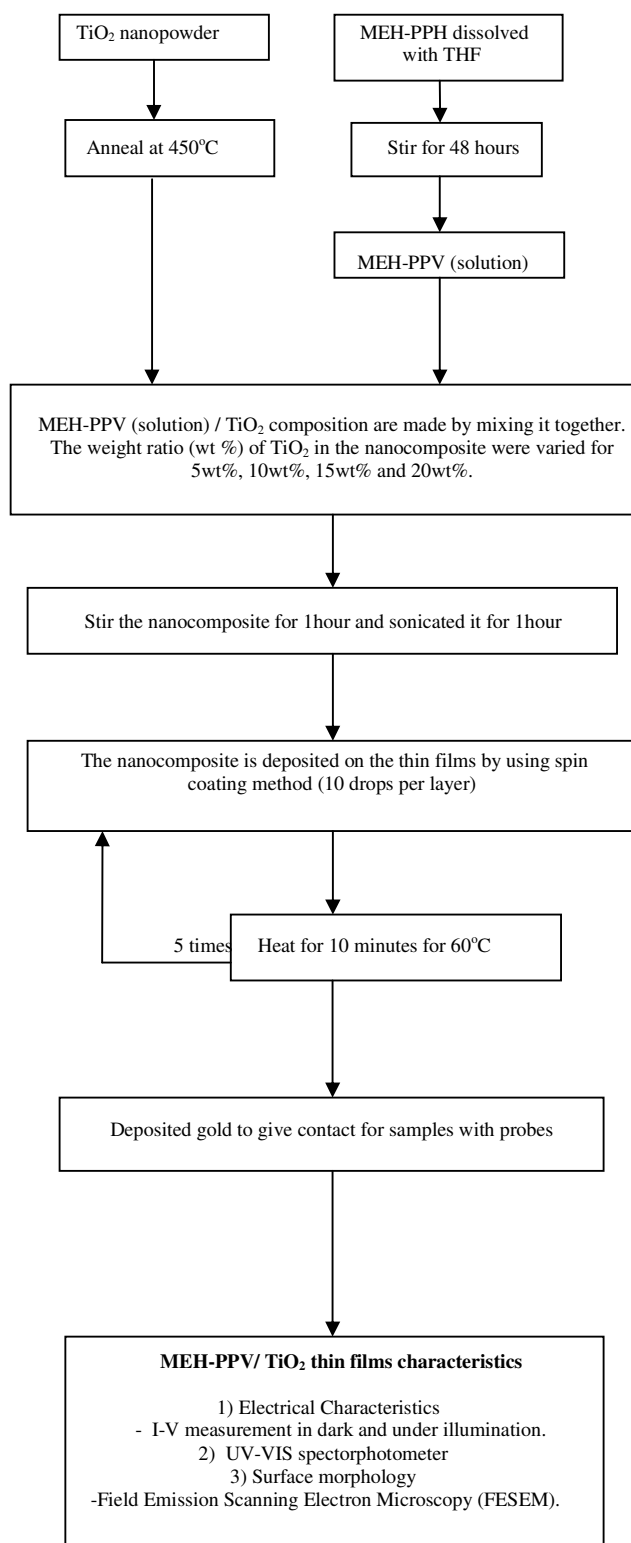 TiO₂ nanopowder
MEH-PPH dissolved
with THF
Anneal at 450°C
Stir for 48 hours
MEH-PPV (solution)
MEH-PPV (solution) / TiO₂ composition are made by mixing it together.
The weight ratio (wt %) of TiO₂ in the nanocomposite were varied for
5wt%, 10wt%, 15wt% and 20wt%.
Stir the nanocomposite for 1hour and sonicated it for 1hour
The nanocomposite is deposited on the thin films by using spin
coating method (10 drops per layer)
5 times
Heat for 10 minutes for 60°C
Deposited gold to give contact for samples with probes
MEH-PPV/ TiO₂ thin films characteristics
1) Electrical Characteristics
- I-V measurement in dark and under illumination.
2) UV-VIS spectorphotometer
3) Surface morphology
-Field Emission Scanning Electron Microscopy (FESEM).